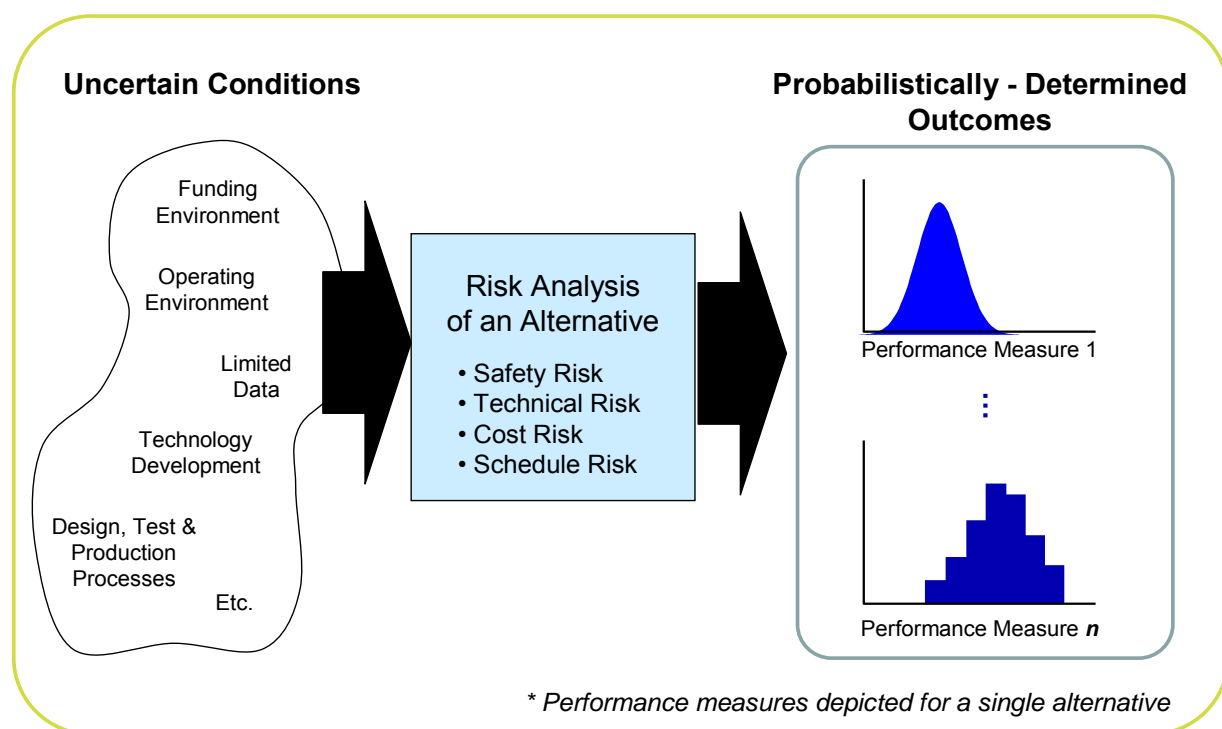 Uncertain Conditions
Funding
Environment
Operating
Environment
Limited
Data
Technology
Development
Design, Test &
Production
Processes
Etc.
Risk Analysis
of an Alternative
• Safety Risk
• Technical Risk
• Cost Risk
• Schedule Risk
Probabilistically - Determined
Outcomes
Performance Measure 1
...
Performance Measure n
* Performance measures depicted for a single alternative